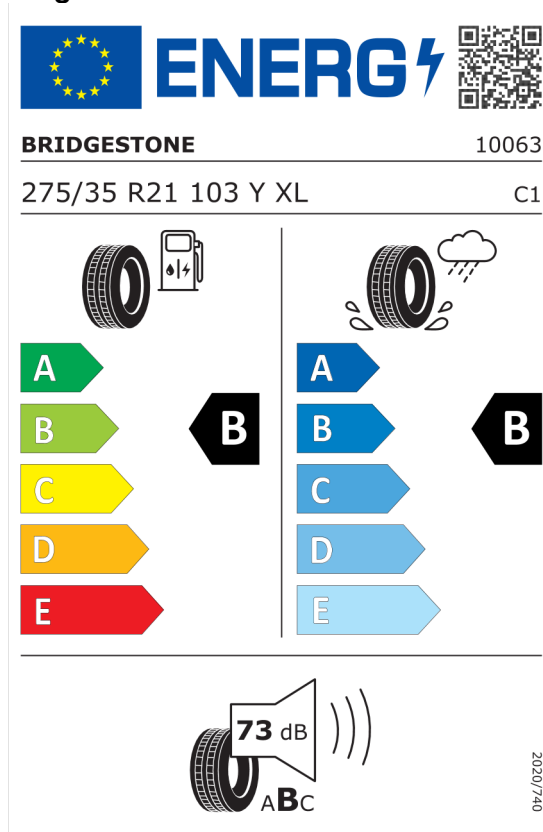 ENERG
BRIDGESTONE 10063
275/35 R21 103 Y XL C1
A A
B B B B
C C
D D
E E
73 dB
ABC
2020/740